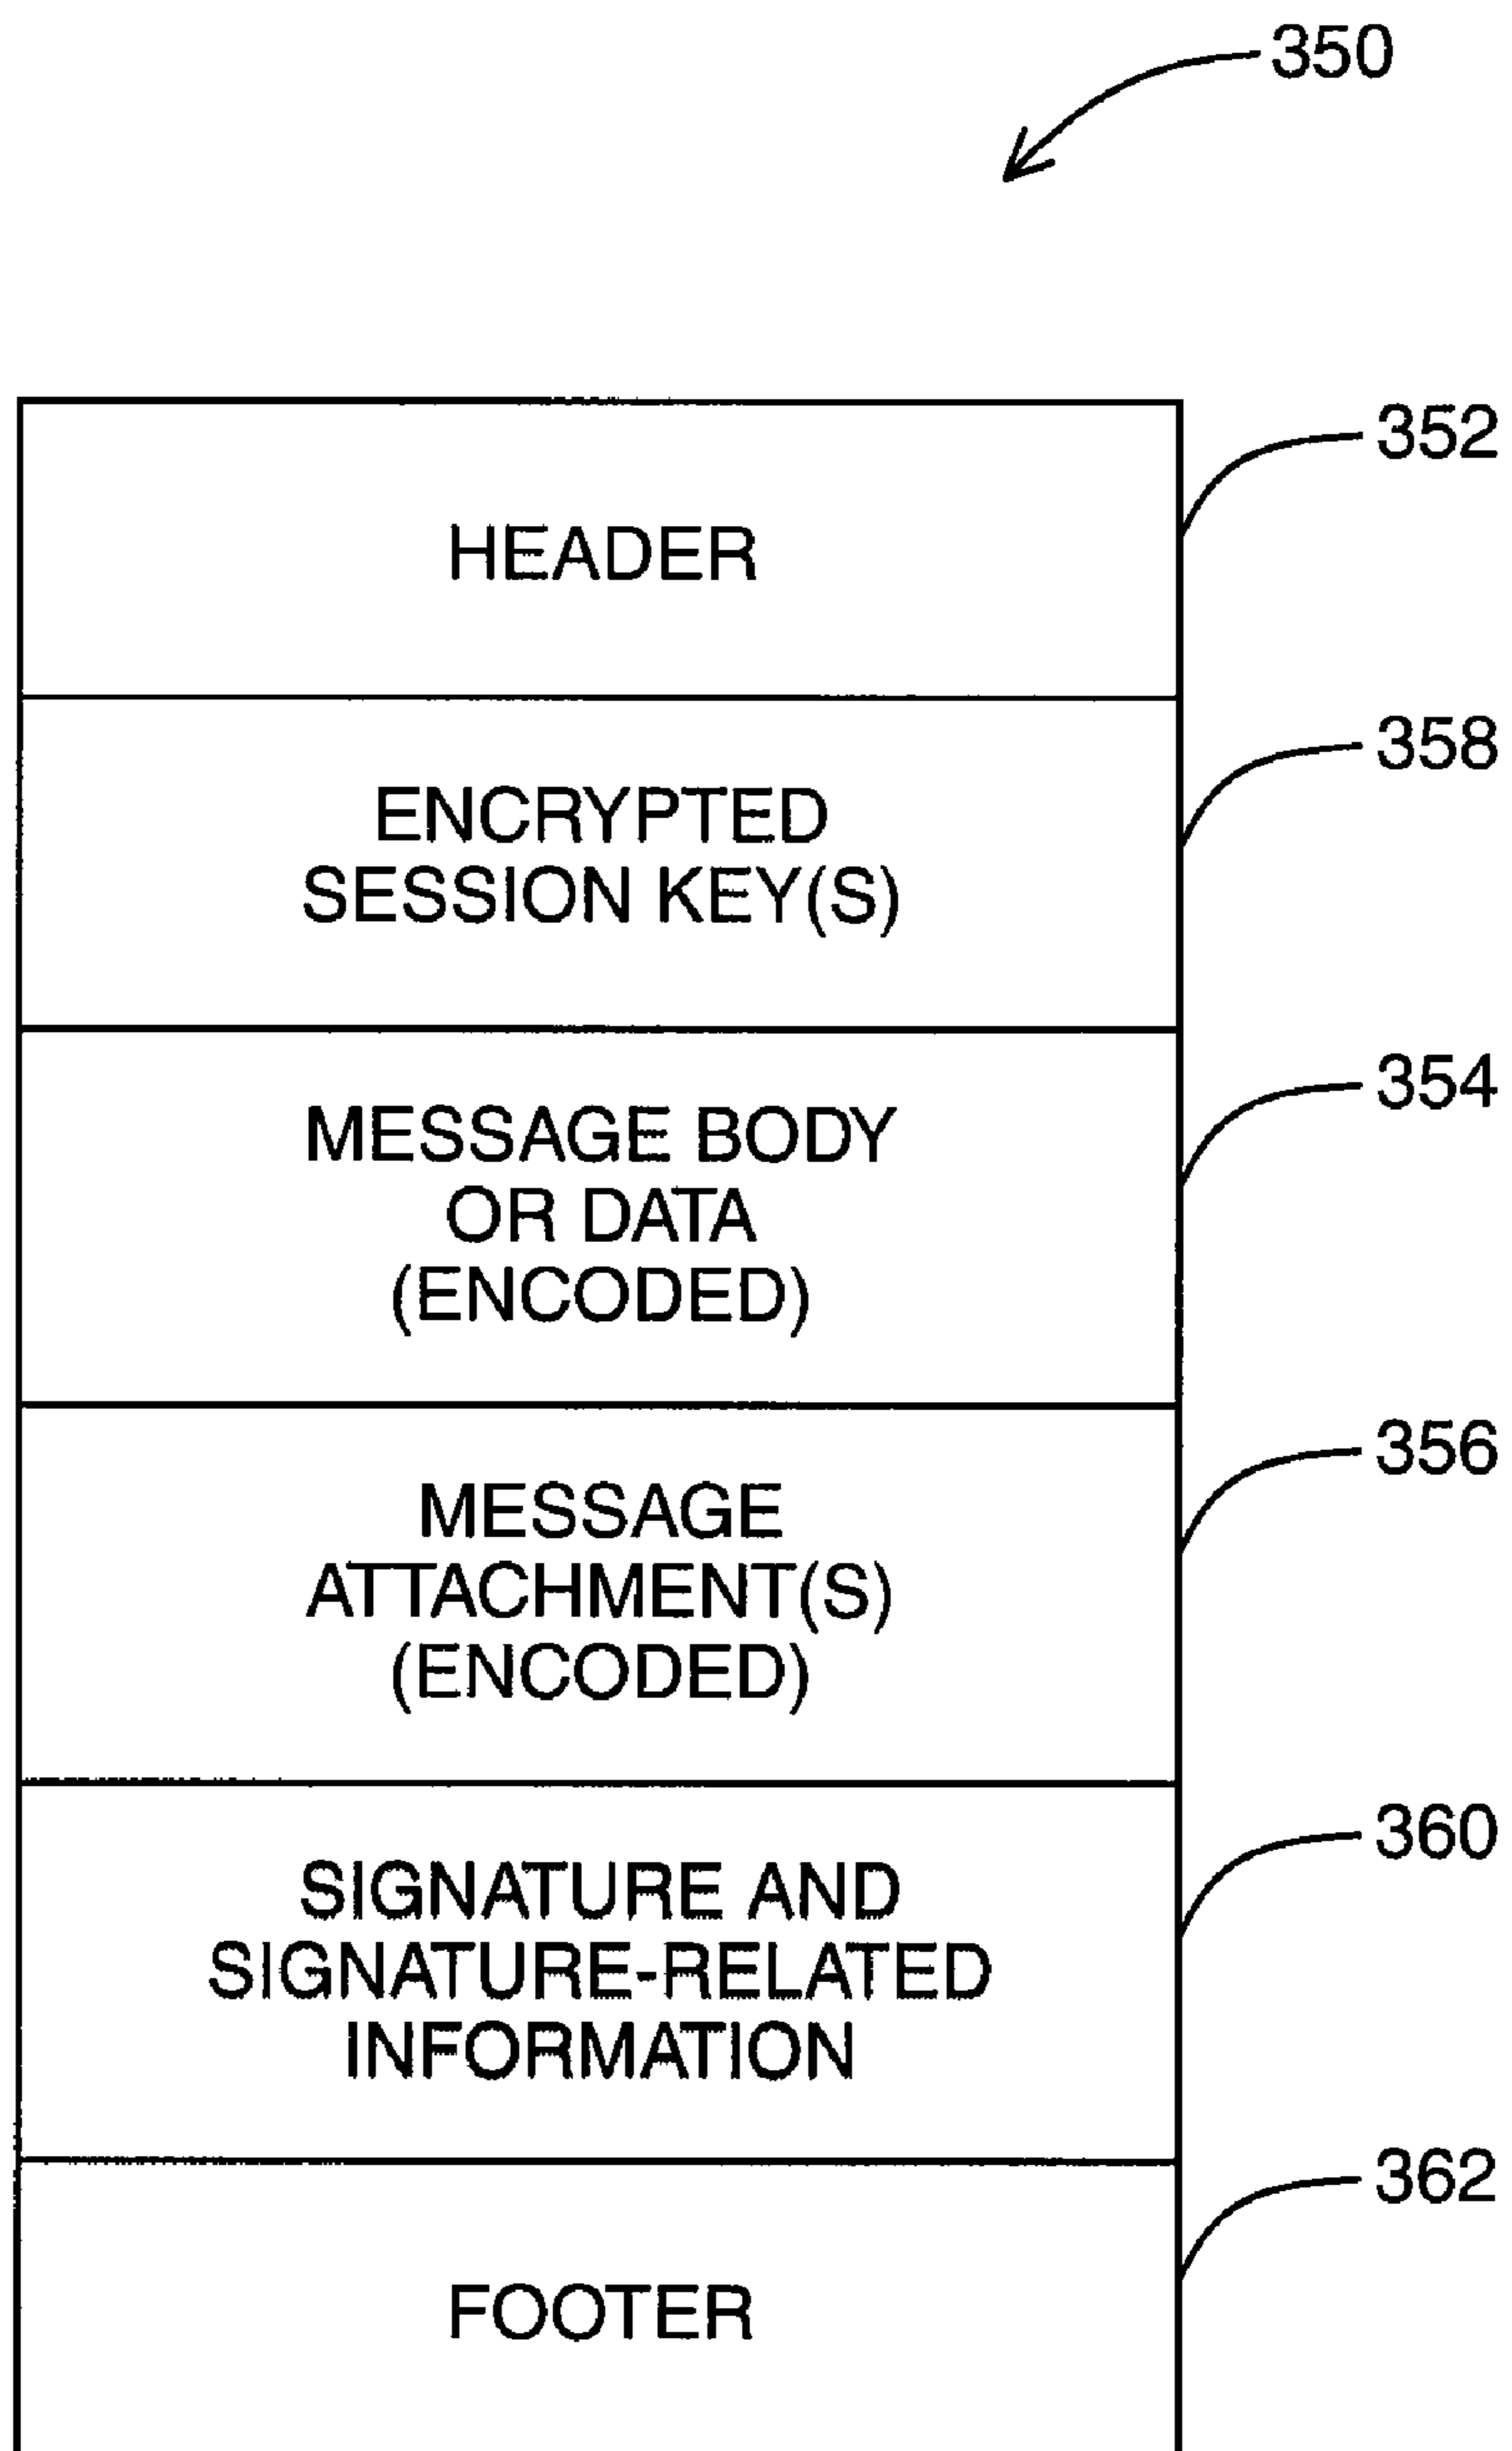 350
HEADER
352
ENCRYPTED
SESSION KEY(S)
358
MESSAGE BODY
OR DATA
(ENCODED)
354
MESSAGE
ATTACHMENT(S)
(ENCODED)
356
SIGNATURE AND
SIGNATURE-RELATED
INFORMATION
360
FOOTER
362